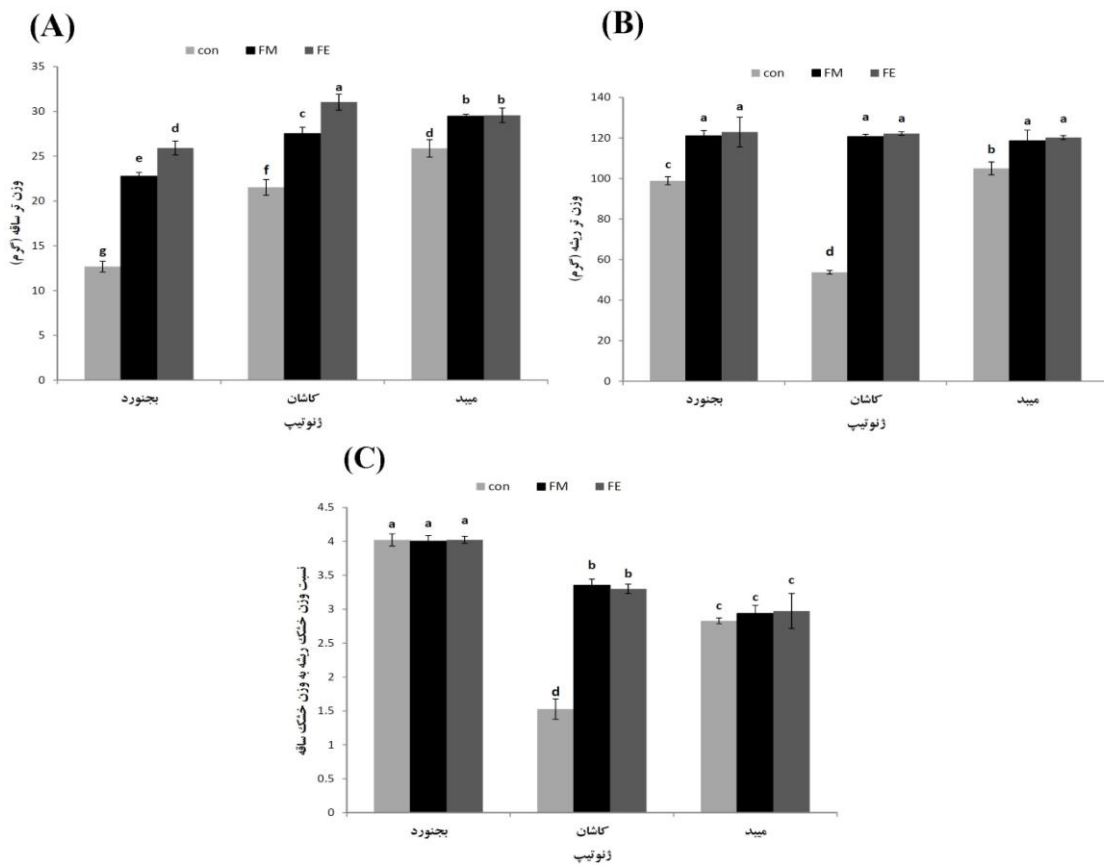 (A)
con FM FE
وزن تر ساقه (گرم)
35
30
25
20
15
10
5
0
g e d
f c a
d b b
بجنورد کاشان میبد
ژنوتیپ
(B)
con FM FE
وزن تر ریشه (گرم)
140
120
100
80
60
40
20
0
c a a
d a a
b a a
بجنورد کاشان میبد
ژنوتیپ
(C)
con FM FE
نسبت وزن خشک ریشه به وزن خشک ساقه
4.5
4
3.5
3
2.5
2
1.5
1
0.5
0
a a a
d b b
c c c
بجنورد کاشان میبد
ژنوتیپ